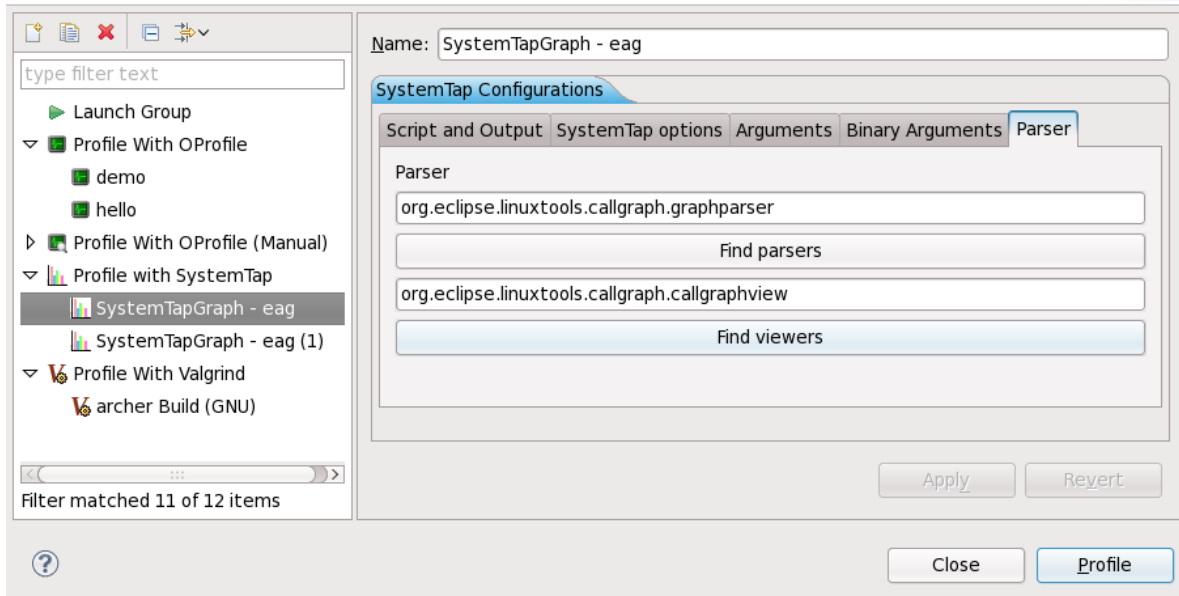 type filter text
Launch Group
Profile With OProfile
demo
hello
Profile With OProfile (Manual)
Profile with SystemTap
SystemTapGraph - eag
SystemTapGraph - eag (1)
Profile With Valgrind
archer Build (GNU)
Filter matched 11 of 12 items
Name: SystemTapGraph - eag
SystemTap Configurations
Script and Output SystemTap options Arguments Binary Arguments Parser
Parser
org.eclipse.linuxtools.callgraph.graphparser
Find parsers
org.eclipse.linuxtools.callgraph.callgraphview
Find viewers
Apply Revert
? Close Profile